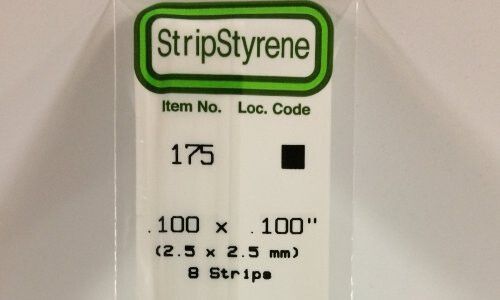 StripStyrene
Item No. Loc. Code
175 ■
.100 x .100"
(2.5 x 2.5 mm)
8 Strips